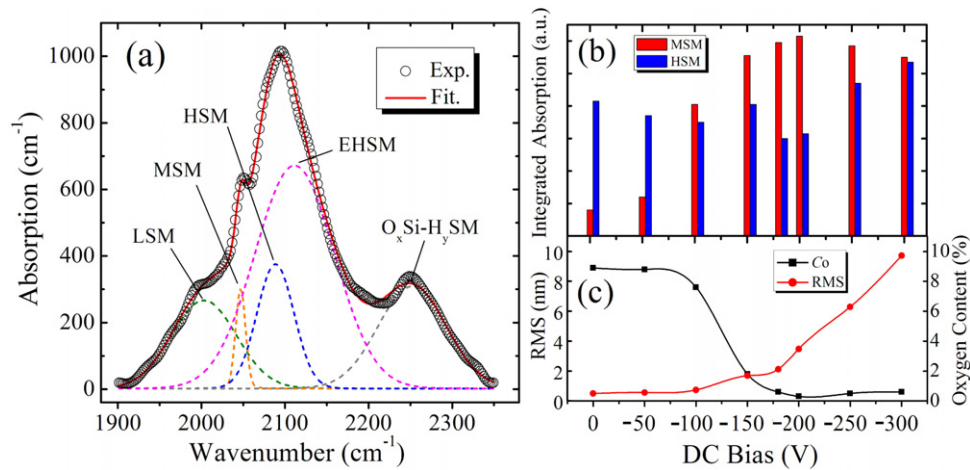 (a)
Exp.
Fit.
HSM
MSM
LSM
EHSM
OₓSi-HᵧSM
Absorption (cm⁻¹)
1000
800
600
400
200
0
1900 2000 2100 2200 2300
Wavenumber (cm⁻¹)
(b)
MSM
HSM
Integrated Absorption (a.u.)
(c)
Co
RMS
RMS (nm)
10
8
6
4
2
0
Oxygen Content (%)
10
8
6
4
2
0
0 -50 -100 -150 -200 -250 -300
DC Bias (V)